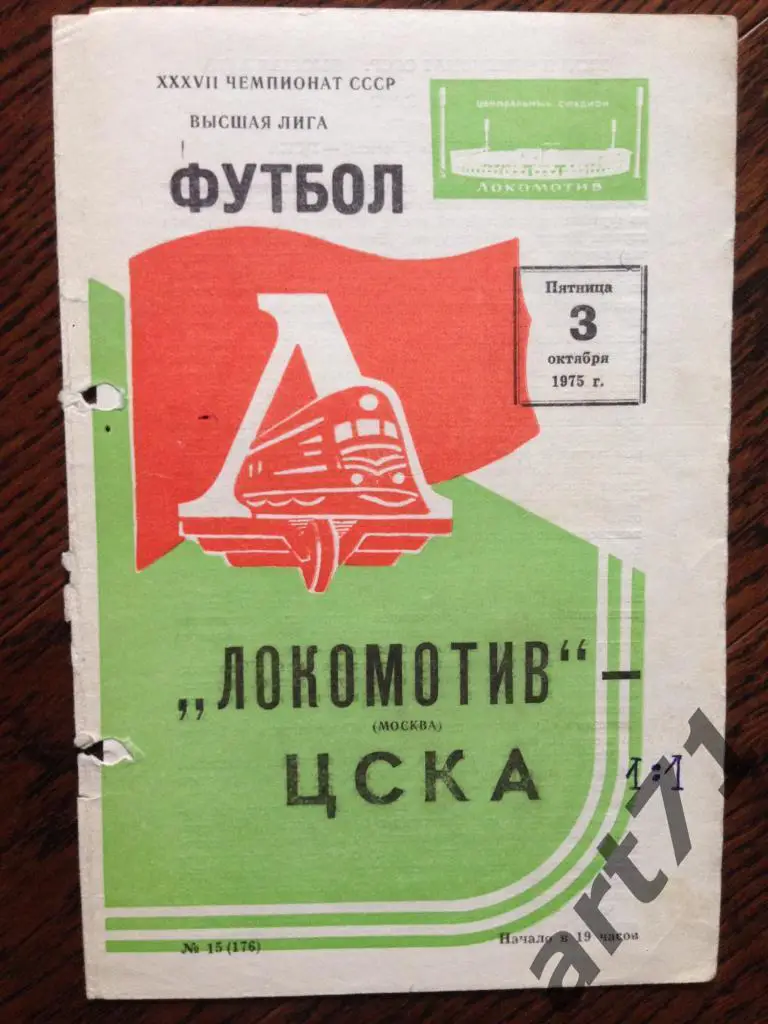 XXXVII ЧЕМПИОНАТ СССР
ВЫСШАЯ ЛИГА
ФУТБОЛ
ЦЕНТРАЛЬНЫЙ СТАДИОН
ЛОКОМОТИВ
Пятница
3
октября
1975 г.
Л
„ЛОКОМОТИВ“ —
(МОСКВА)
ЦСКА
1:1
№ 15 (176)
Начало в 19 часов
art71